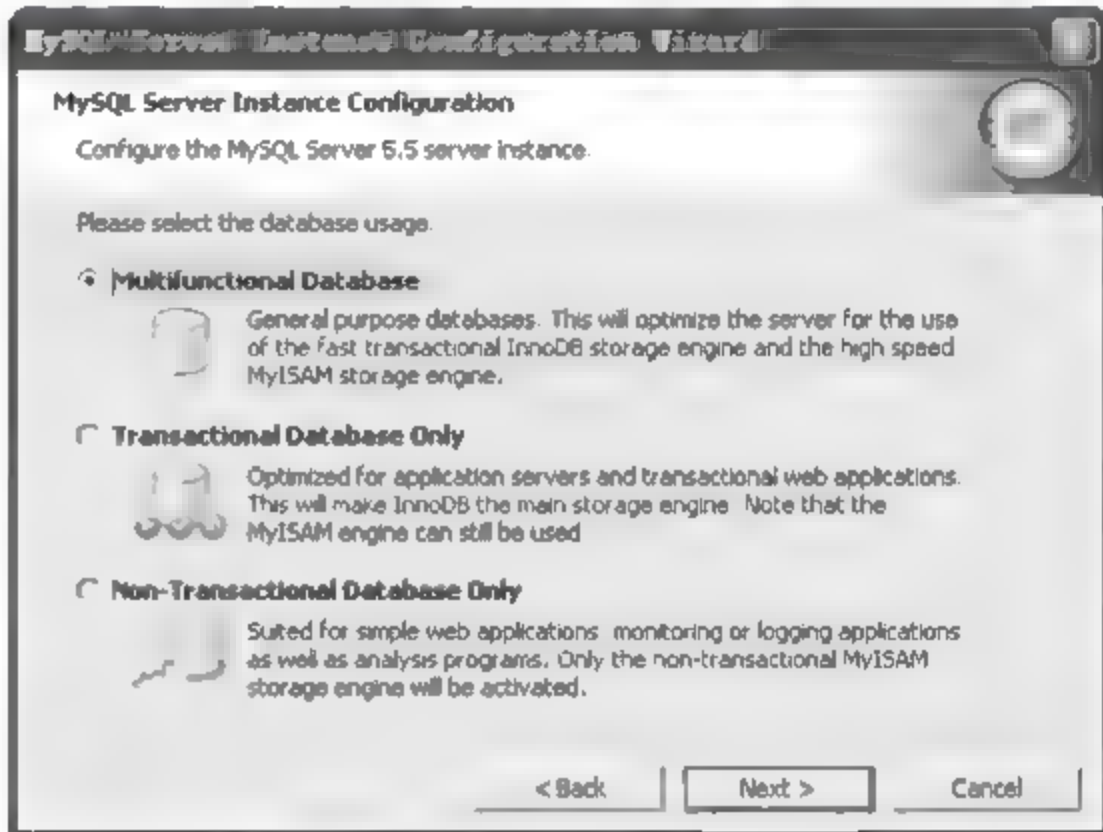 MySQL Server Instance Configuration Wizard
MySQL Server Instance Configuration
Configure the MySQL Server 5.5 server instance.
Please select the database usage.
Multifunctional Database
General purpose databases. This will optimize the server for the use
of the fast transactional InnoDB storage engine and the high speed
MyISAM storage engine.
Transactional Database Only
Optimized for application servers and transactional web applications.
This will make InnoDB the main storage engine. Note that the
MyISAM engine can still be used
Non-Transactional Database Only
Suited for simple web applications, monitoring or logging applications
as well as analysis programs. Only the non-transactional MyISAM
storage engine will be activated.
< Back
Next >
Cancel